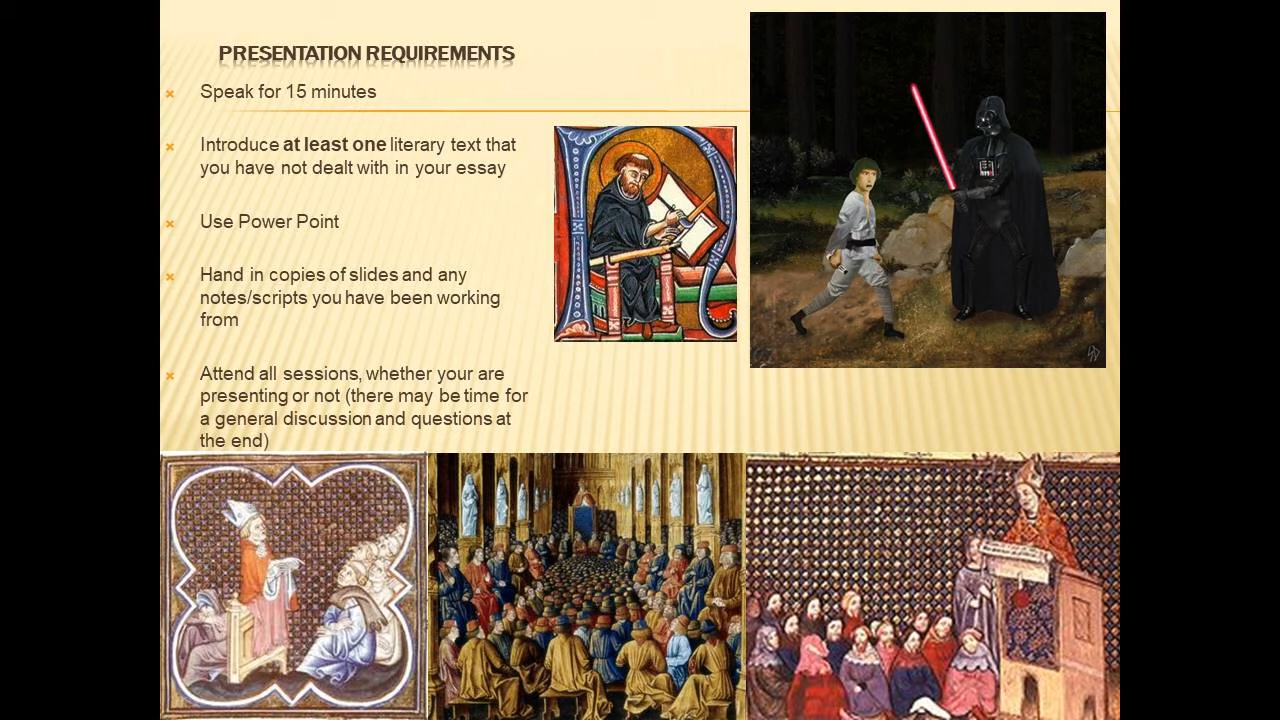 PRESENTATION REQUIREMENTS
Speak for 15 minutes
Introduce at least one literary text that
you have not dealt with in your essay
Use Power Point
Hand in copies of slides and any
notes/scripts you have been working
from
Attend all sessions, whether your are
presenting or not (there may be time for
a general discussion and questions at
the end)